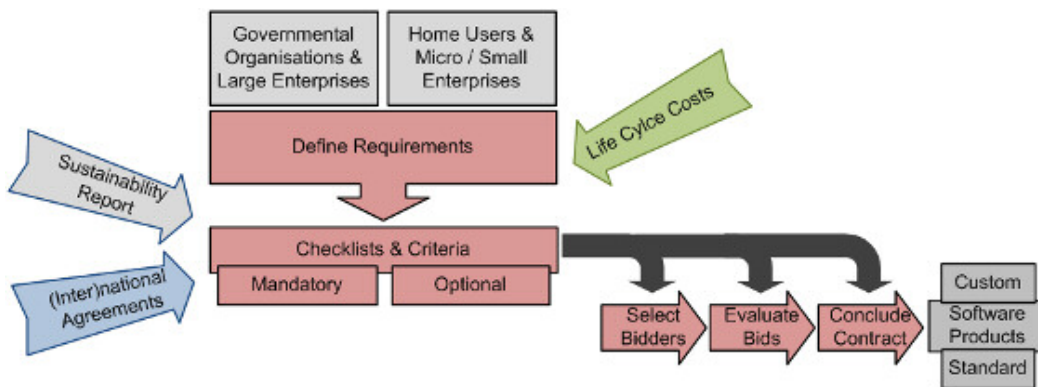 Governmental
Organisations &
Large Enterprises
Home Users &
Micro / Small
Enterprises
Define Requirements
Life Cylce Costs
Sustainability
Report
Checklists & Criteria
Mandatory
Optional
(Inter)national
Agreements
Select
Bidders
Evaluate
Bids
Conclude
Contract
Custom
Software
Products
Standard